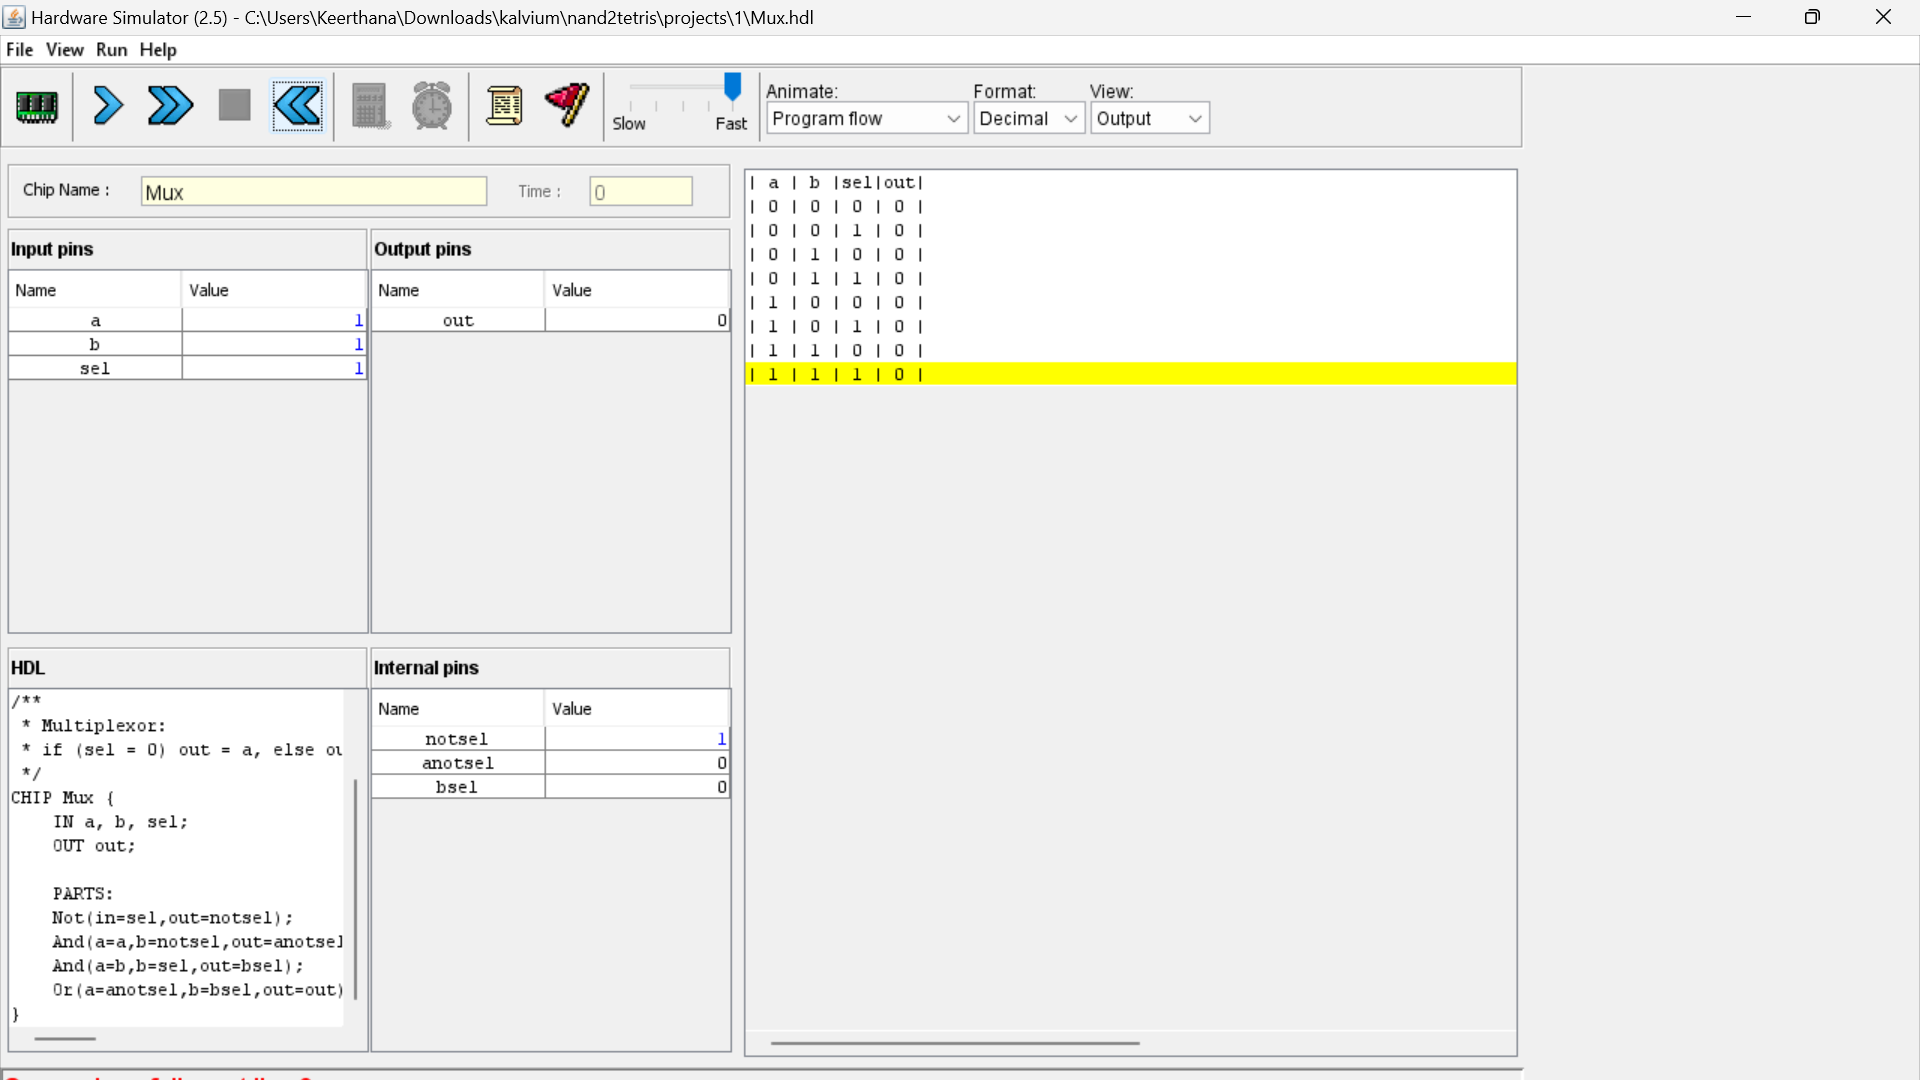 Hardware Simulator (2.5) - C:\Users\Keerthana\Downloads\kalvium\nand2tetris\projects\1\Mux.hdl
File View Run Help
Slow Fast
Animate: Format: View:
Program flow Decimal Output
Chip Name : Mux Time : 0
Input pins
Name Value
a 1
b 1
sel 1
Output pins
Name Value
out 0
| a | b |sel|out|
| 0 | 0 | 0 | 0 |
| 0 | 0 | 1 | 0 |
| 0 | 1 | 0 | 0 |
| 0 | 1 | 1 | 0 |
| 1 | 0 | 0 | 0 |
| 1 | 0 | 1 | 0 |
| 1 | 1 | 0 | 0 |
| 1 | 1 | 1 | 0 |
HDL
/**
* Multiplexor:
* if (sel = 0) out = a, else ou
*/
CHIP Mux {
IN a, b, sel;
OUT out;
PARTS:
Not(in=sel,out=notsel);
And(a=a,b=notsel,out=anotsel
And(a=b,b=sel,out=bsel);
Or(a=anotsel,b=bsel,out=out)
}
Internal pins
Name Value
notsel 1
anotsel 0
bsel 0